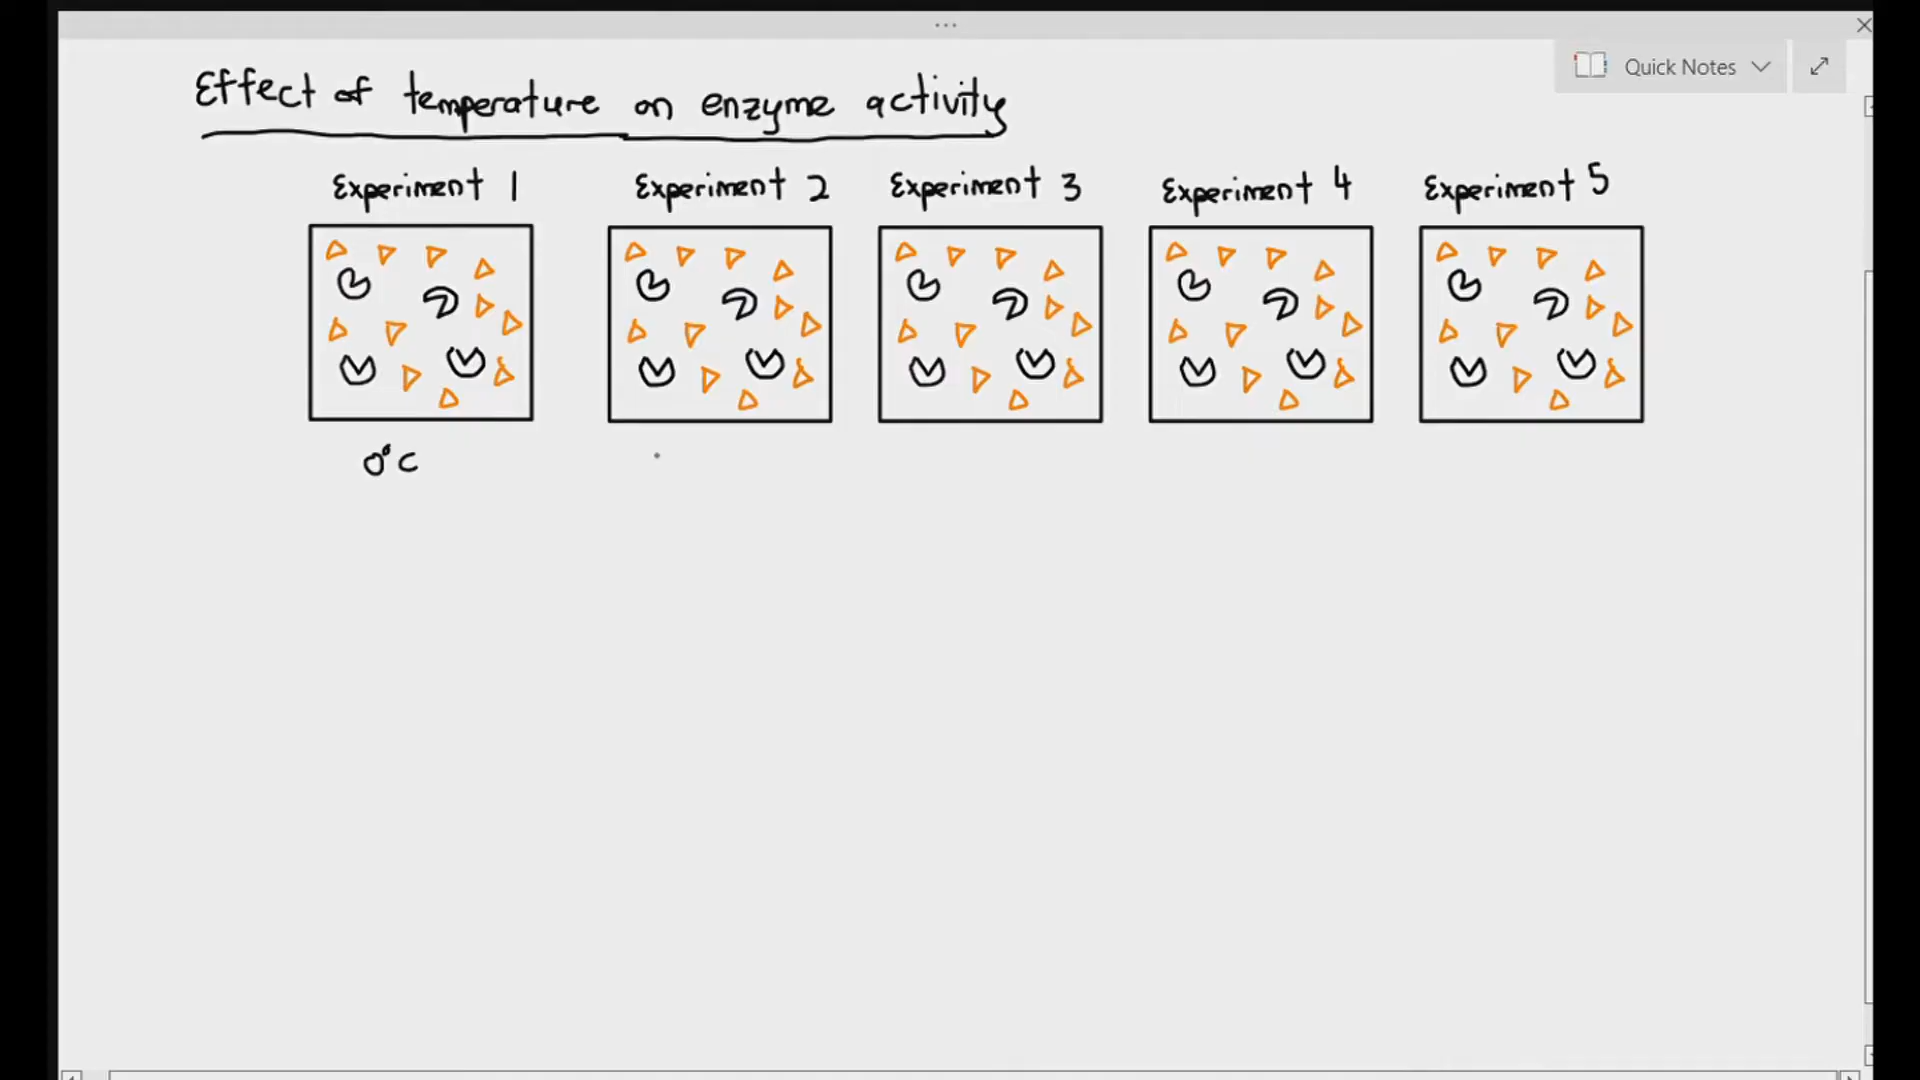 Quick Notes
Effect of temperature on enzyme activity
Experiment 1 Experiment 2 Experiment 3 Experiment 4 Experiment 5
0°C